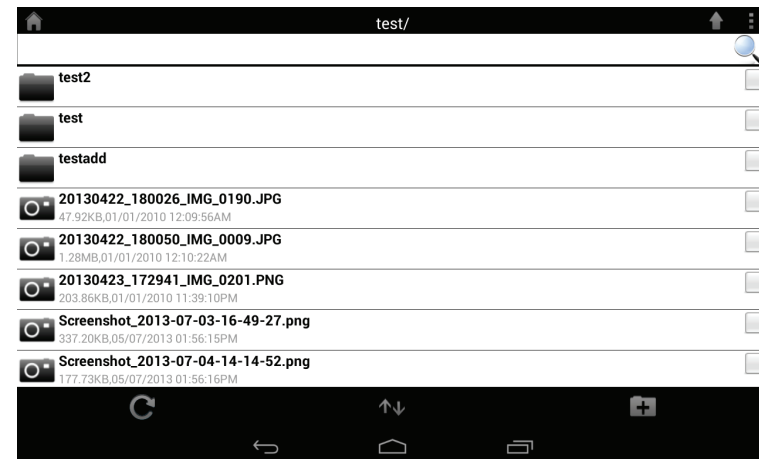 test/
test2
test
testadd
20130422_180026_IMG_0190.JPG
47.92KB,01/01/2010 12:09:56AM
20130422_180050_IMG_0009.JPG
1.28MB,01/01/2010 12:10:22AM
20130423_172941_IMG_0201.PNG
203.86KB,01/01/2010 11:39:10PM
Screenshot_2013-07-03-16-49-27.png
337.20KB,05/07/2013 01:56:15PM
Screenshot_2013-07-04-14-14-52.png
177.73KB,05/07/2013 01:56:16PM